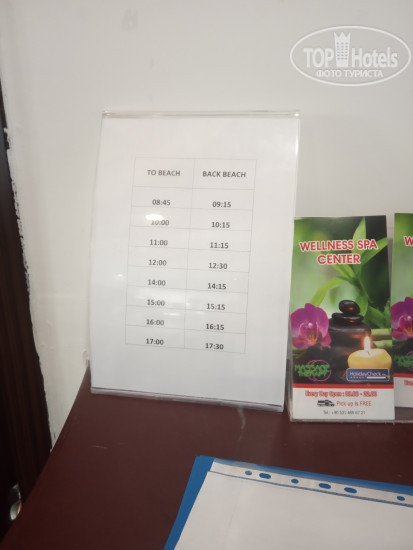 TOP Hotels
ФОТО ТУРИСТА
TO BEACH BACK BEACH
08:45 09:15
10:00 10:15
11:00 11:15
12:00 12:30
14:00 14:15
15:00 15:15
16:00 16:15
17:00 17:30
WELLNESS SPA
CENTER
HolidayCheck
Pick up is FREE